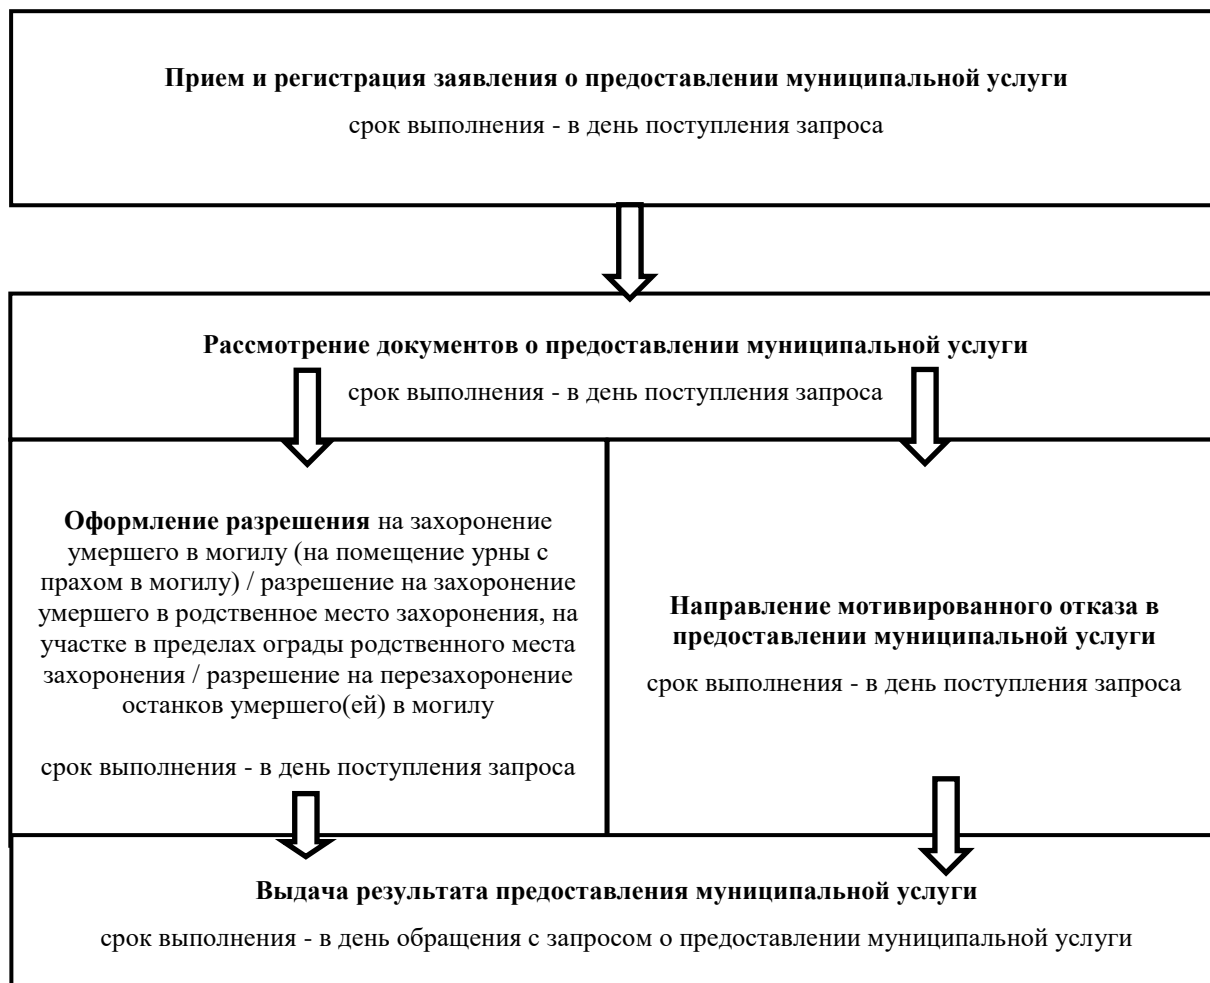 Прием и регистрация заявления о предоставлении муниципальной услуги
срок выполнения - в день поступления запроса
Рассмотрение документов о предоставлении муниципальной услуги
срок выполнения - в день поступления запроса
Оформление разрешения на захоронение
умершего в могилу (на помещение урны с
прахом в могилу) / разрешение на захоронение
умершего в родственное место захоронения, на
участке в пределах ограды родственного места
захоронения / разрешение на перезахоронение
останков умершего(ей) в могилу
срок выполнения - в день поступления запроса
Направление мотивированного отказа в
предоставлении муниципальной услуги
срок выполнения - в день поступления запроса
Выдача результата предоставления муниципальной услуги
срок выполнения - в день обращения с запросом о предоставлении муниципальной услуги